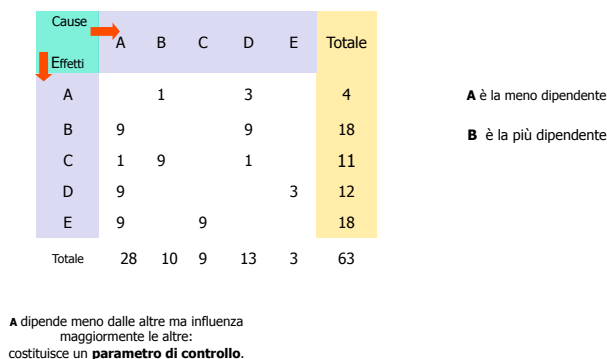 Cause
Effetti
A B C D E Totale
A 1 3 4
B 9 9 18
C 1 9 1 11
D 9 3 12
E 9 9 18
Totale 28 10 9 13 3 63
A è la meno dipendente
B è la più dipendente
A dipende meno dalle altre ma influenza
maggiormente le altre:
costituisce un parametro di controllo.